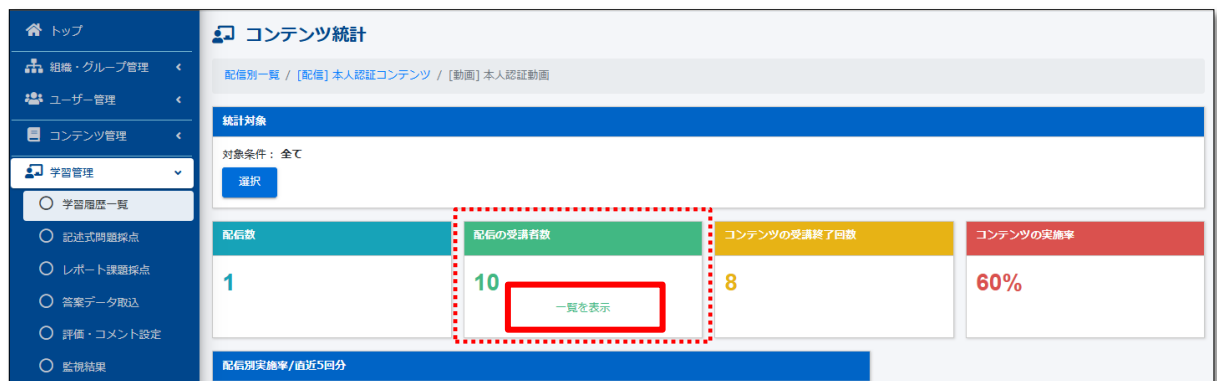 トップ
組織・グループ管理
ユーザー管理
コンテンツ管理
学習管理
学習履歴一覧
記述式問題採点
レポート課題採点
答案データ取込
評価・コメント設定
監視結果
コンテンツ統計
配信別一覧 / [配信] 本人認証コンテンツ / [動画] 本人認証動画
統計対象
対象条件： 全て
選択
配信数
1
配信の受講者数
10
一覧を表示
コンテンツの受講終了回数
8
コンテンツの実施率
60%
配信別実施率/直近5回分